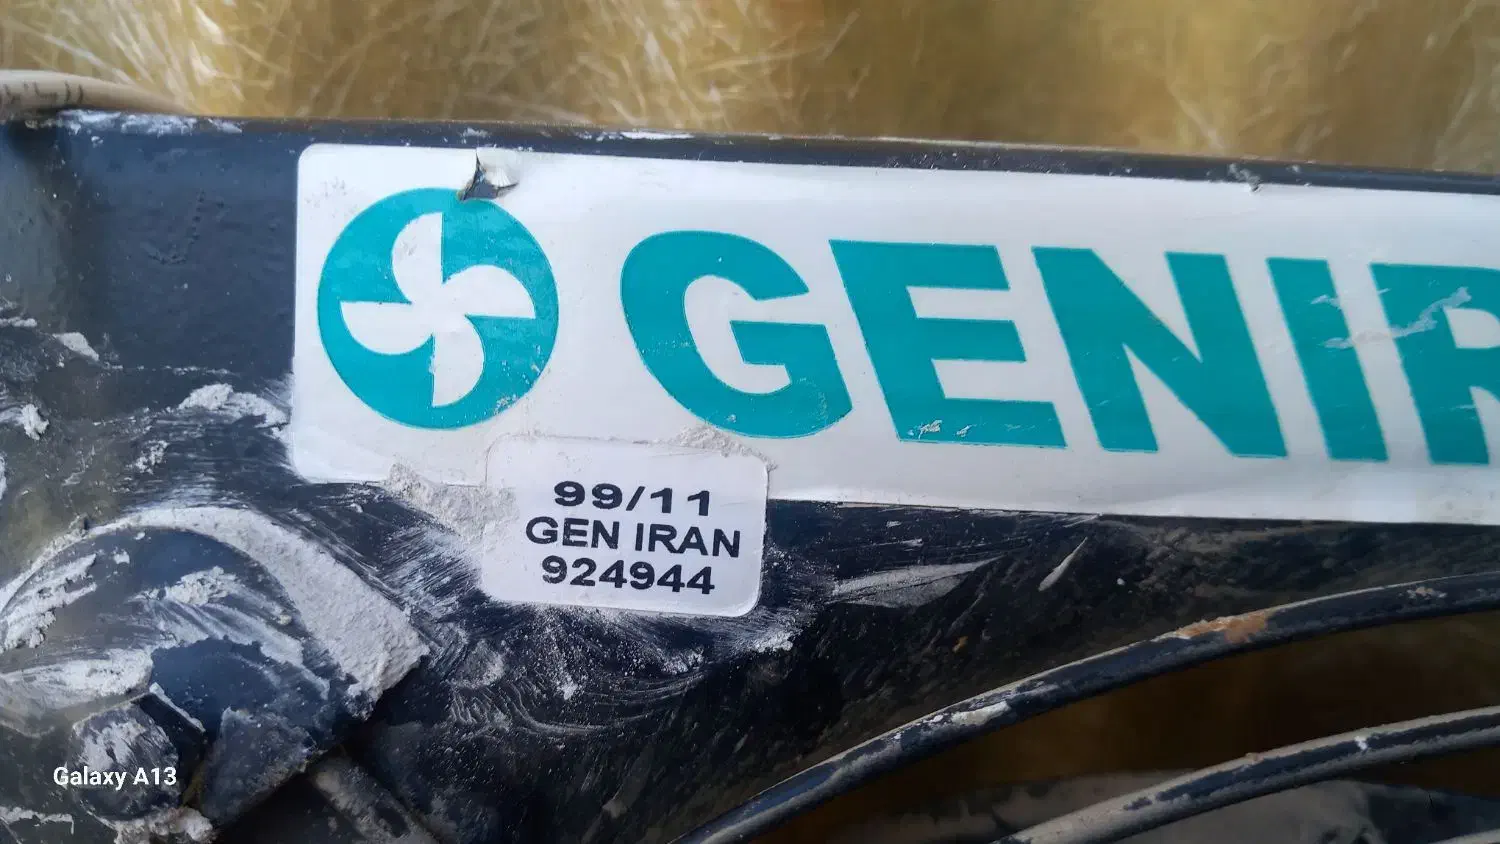 GENIR
99/11
GEN IRAN
924944
Galaxy A13